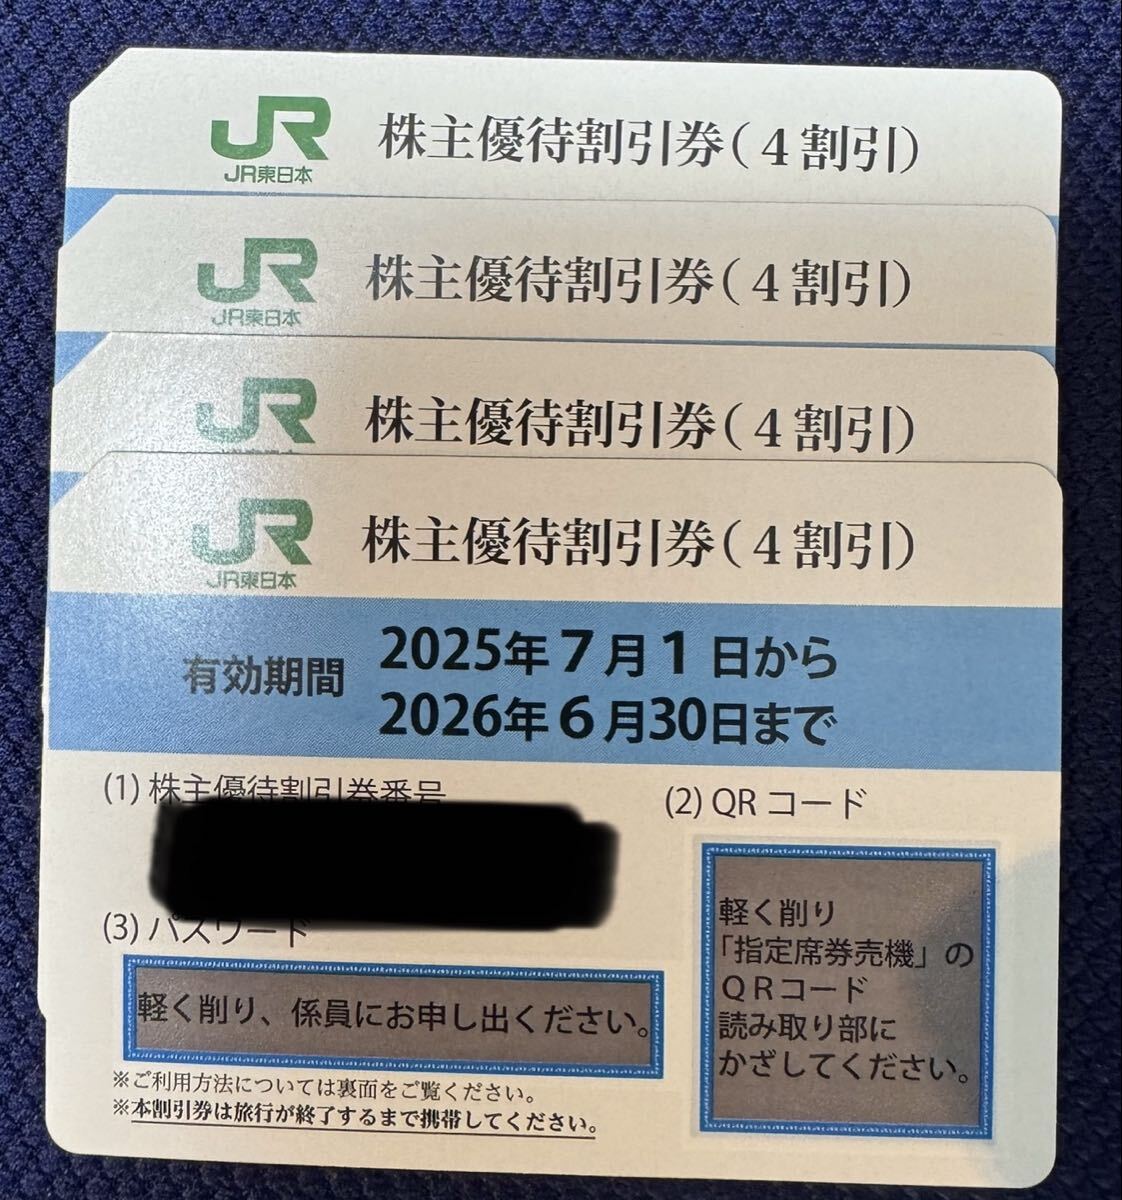 JR
JR東日本
株主優待割引券(4割引)
JR
JR東日本
株主優待割引券(4割引)
JR
株主優待割引券(4割引)
JR
JR東日本
株主優待割引券(4割引)
有効期間
2025年7月1日から
2026年6月30日まで
(1) 株主優待割引券番号
(2) QR コード
(3) パスワード
軽く削り、係員にお申し出ください。
軽く削り
「指定席券売機」の
QRコード
読み取り部に
かざしてください。
※ご利用方法については裏面をご覧ください。
※本割引券は旅行が終了するまで携帯してください。